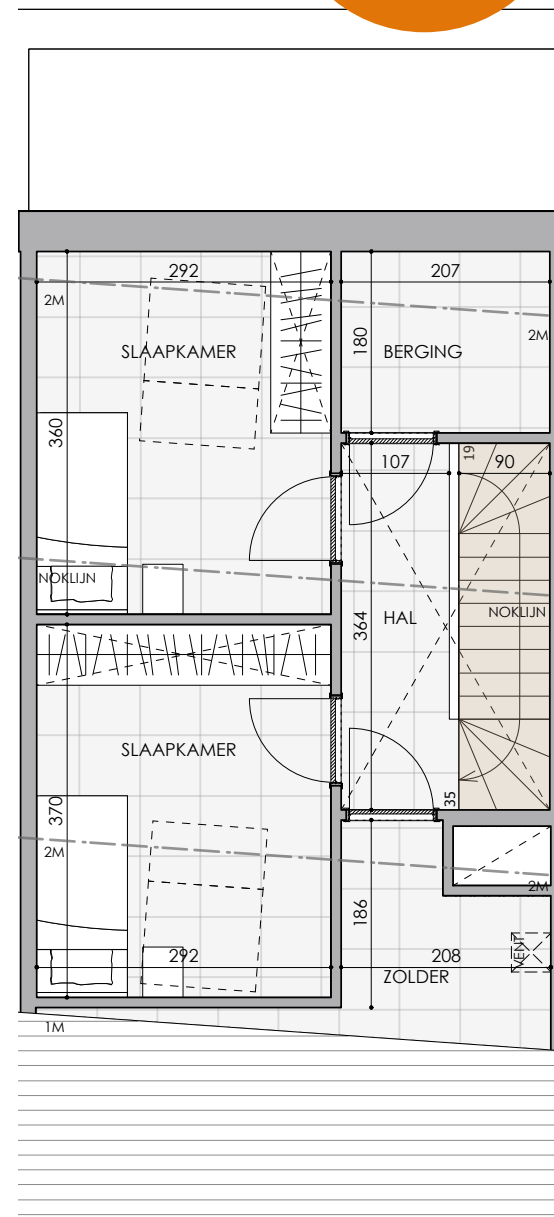 292
207
2M
2M
180
SLAAPKAMER
BERGING
360
19
107
90
NOKLIJN
364
HAL
NOKLIJN
SLAAPKAMER
35
370
2M
2M
186
VENT
292
208
ZOLDER
1M